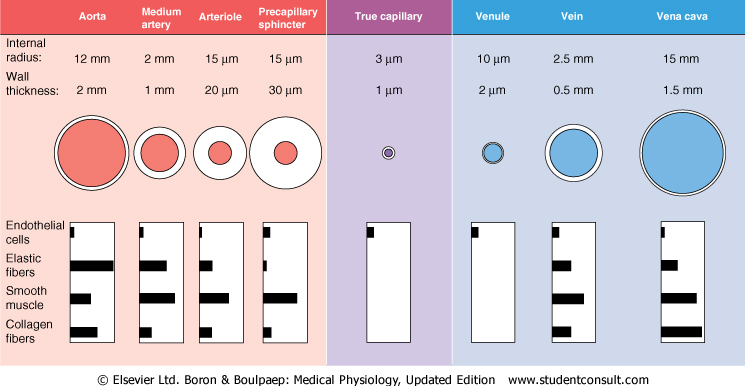 Aorta Medium artery Arteriole Precapillary sphincter True capillary Venule Vein Vena cava
Internal radius: 12 mm 2 mm 15 μm 15 μm 3 μm 10 μm 2.5 mm 15 mm
Wall thickness: 2 mm 1 mm 20 μm 30 μm 1 μm 2 μm 0.5 mm 1.5 mm
Endothelial
cells
Elastic
fibers
Smooth
muscle
Collagen
fibers
© Elsevier Ltd. Boron & Boulpaep: Medical Physiology, Updated Edition www.studentconsult.com